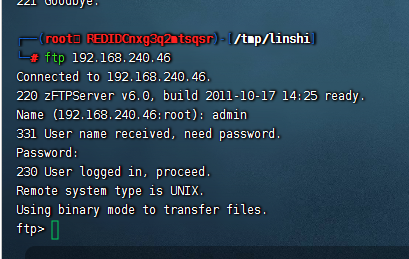 221 Goodbye.
(root REDIDCnxg3q2mtsqsr)-[/tmp/linshi]
# ftp 192.168.240.46
Connected to 192.168.240.46.
220 zFTPServer v6.0, build 2011-10-17 14:25 ready.
Name (192.168.240.46:root): admin
331 User name received, need password.
Password:
230 User logged in, proceed.
Remote system type is UNIX.
Using binary mode to transfer files.
ftp>